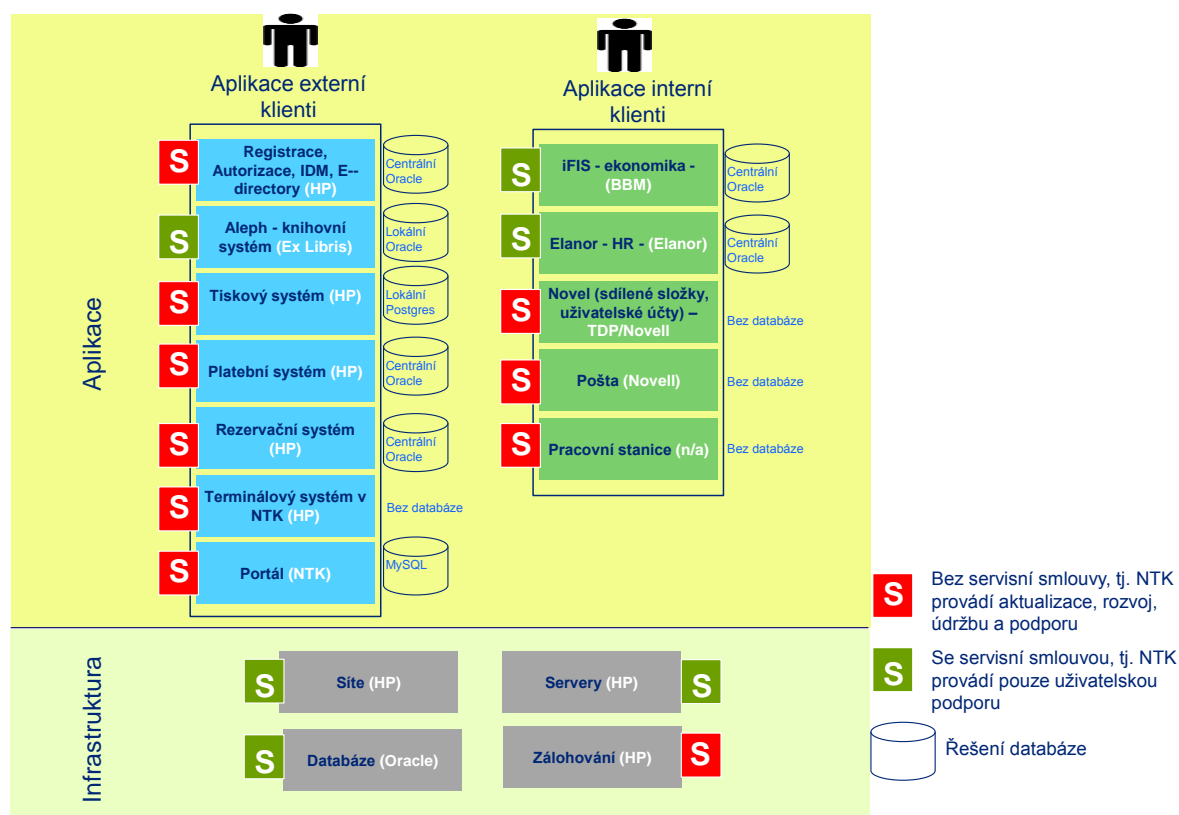 Aplikace externí
klienti
Aplikace interní
klienti
Aplikace
S
Registrace,
Autorizace, IDM, E--
directory (HP)
Centrální
Oracle
S
Aleph - knihovní
systém (Ex Libris)
Lokální
Oracle
S
Tiskový systém (HP)
Lokální
Postgres
S
Platební systém (HP)
Centrální
Oracle
S
Rezervační systém
(HP)
Centrální
Oracle
S
Terminálový systém v
NTK (HP)
Bez databáze
S
Portál (NTK)
MySQL
S
iFIS - ekonomika -
(BBM)
Centrální
Oracle
S
Elanor - HR - (Elanor)
Centrální
Oracle
S
Novel (sdílené složky,
uživatelské účty) –
TDP/Novell
Bez databáze
S
Pošta (Novell)
Bez databáze
S
Pracovní stanice (n/a)
Bez databáze
Infrastruktura
S
Síte (HP)
Servery (HP)
S
S
Databáze (Oracle)
Zálohování (HP)
S
S
Bez servisní smlouvy, tj. NTK
provádí aktualizace, rozvoj,
údržbu a podporu
S
Se servisní smlouvou, tj. NTK
provádí pouze uživatelskou
podporu
Řešení databáze